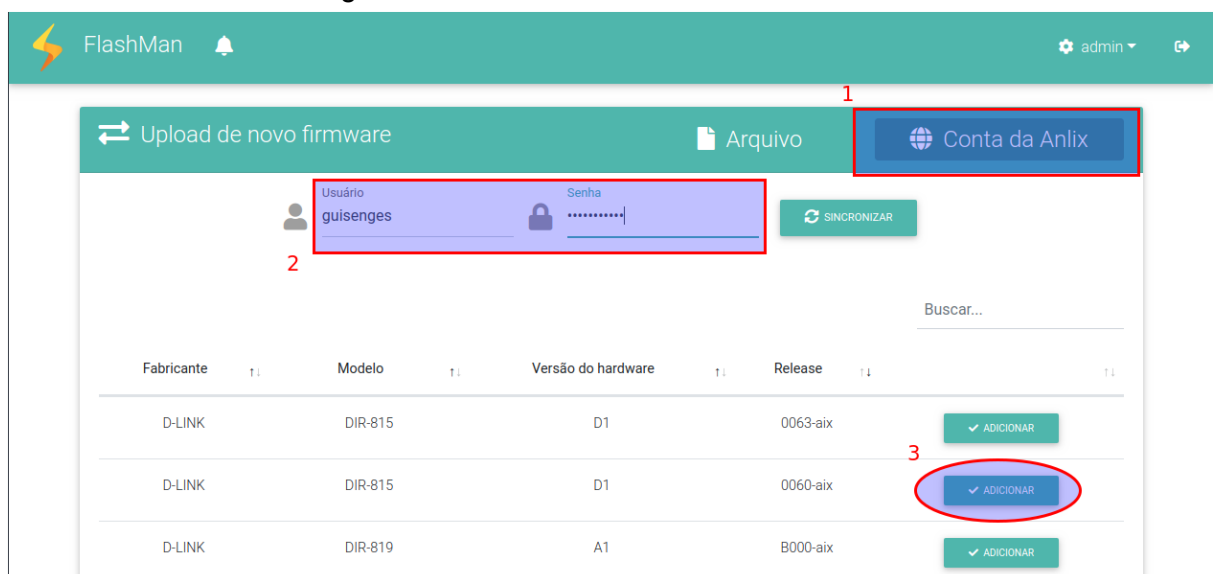 FlashMan admin
1
Upload de novo firmware Arquivo Conta da Anlix
Usuário Senha
guisenges ••••••••••• SINCRONIZAR
2
Buscar...
Fabricante ↑↓ Modelo ↑↓ Versão do hardware ↑↓ Release ↑↓ ↑↓
D-LINK DIR-815 D1 0063-aix ADICIONAR
3
D-LINK DIR-815 D1 0060-aix ADICIONAR
D-LINK DIR-819 A1 B000-aix ADICIONAR